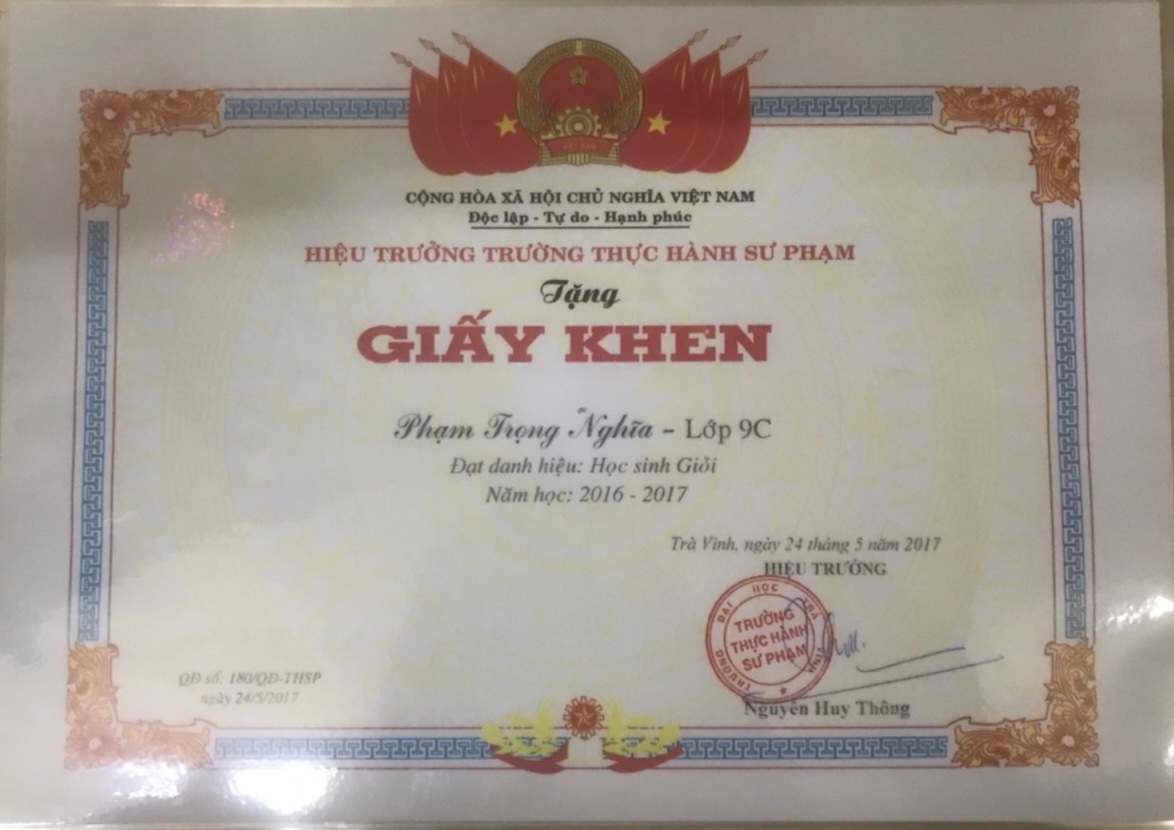 VIỆT NAM
CỘNG HÒA XÃ HỘI CHỦ NGHĨA VIỆT NAM
Độc lập - Tự do - Hạnh phúc
HIỆU TRƯỞNG TRƯỜNG THỰC HÀNH SƯ PHẠM
Tặng
GIẤY KHEN
Phạm Trọng Nghĩa – Lớp 9C
Đạt danh hiệu: Học sinh Giỏi
Năm học: 2016 - 2017
Trà Vinh, ngày 24 tháng 5 năm 2017
HIỆU TRƯỞNG
TRƯỜNG ĐẠI HỌC TRÀ VINH
TRƯỜNG
THỰC HÀNH
SƯ PHẠM
Nguyễn Huy Thông
QĐ số: 180/QĐ-THSP
ngày 24/5/2017